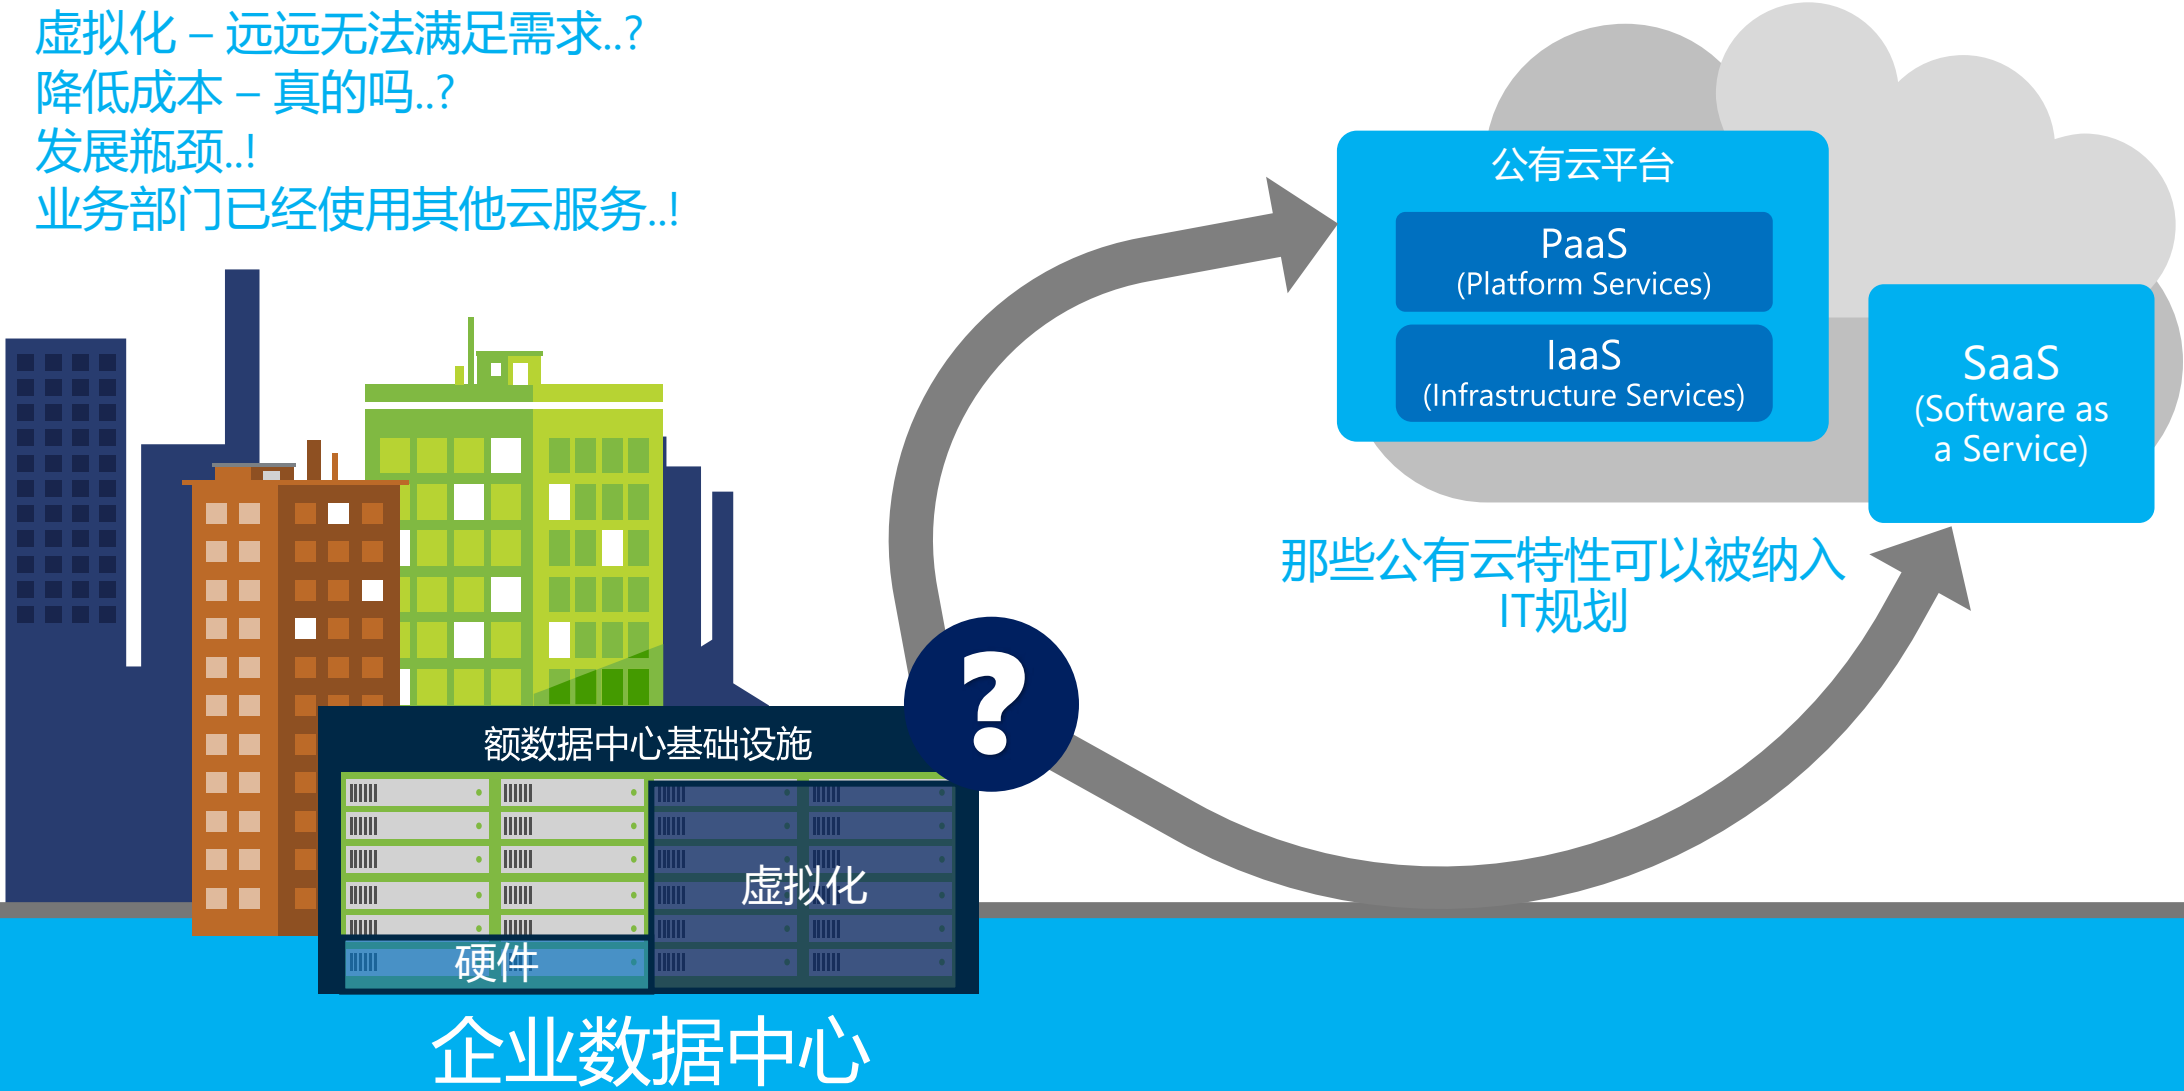 虚拟化 – 远远无法满足需求..?
降低成本 – 真的吗..?
发展瓶颈..!
业务部门已经使用其他云服务..!
公有云平台
PaaS
(Platform Services)
IaaS
(Infrastructure Services)
SaaS
(Software as
a Service)
那些公有云特性可以被纳入
IT规划
?
额数据中心基础设施
虚拟化
硬件
企业数据中心